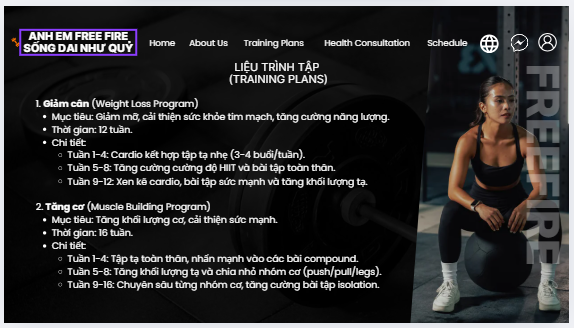 ANH EM FREE FIRE
SỐNG DAI NHƯ QUỶ
Home About Us Training Plans Health Consultation Schedule
LIỆU TRÌNH TẬP
(TRAINING PLANS)
1. Giảm cân (Weight Loss Program)
• Mục tiêu: Giảm mỡ, cải thiện sức khỏe tim mạch, tăng cường năng lượng.
• Thời gian: 12 tuần.
• Chi tiết:
○ Tuần 1-4: Cardio kết hợp tập tạ nhẹ (3-4 buổi/tuần).
○ Tuần 5-8: Tăng cường cường độ HIIT và bài tập toàn thân.
○ Tuần 9-12: Xen kẽ cardio, bài tập sức mạnh và tăng khối lượng tạ.
2. Tăng cơ (Muscle Building Program)
• Mục tiêu: Tăng khối lượng cơ, cải thiện sức mạnh.
• Thời gian: 16 tuần.
• Chi tiết:
○ Tuần 1-4: Tập tạ toàn thân, nhấn mạnh vào các bài compound.
○ Tuần 5-8: Tăng khối lượng tạ và chia nhỏ nhóm cơ (push/pull/legs).
○ Tuần 9-16: Chuyên sâu từng nhóm cơ, tăng cường bài tập isolation.
FREEFIRE